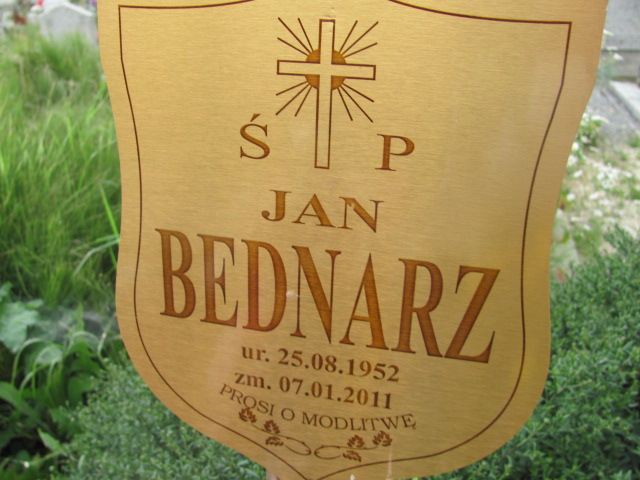 Ś P
JAN
BEDNARZ
ur. 25.08.1952
zm. 07.01.2011
PROSI O MODLITWĘ